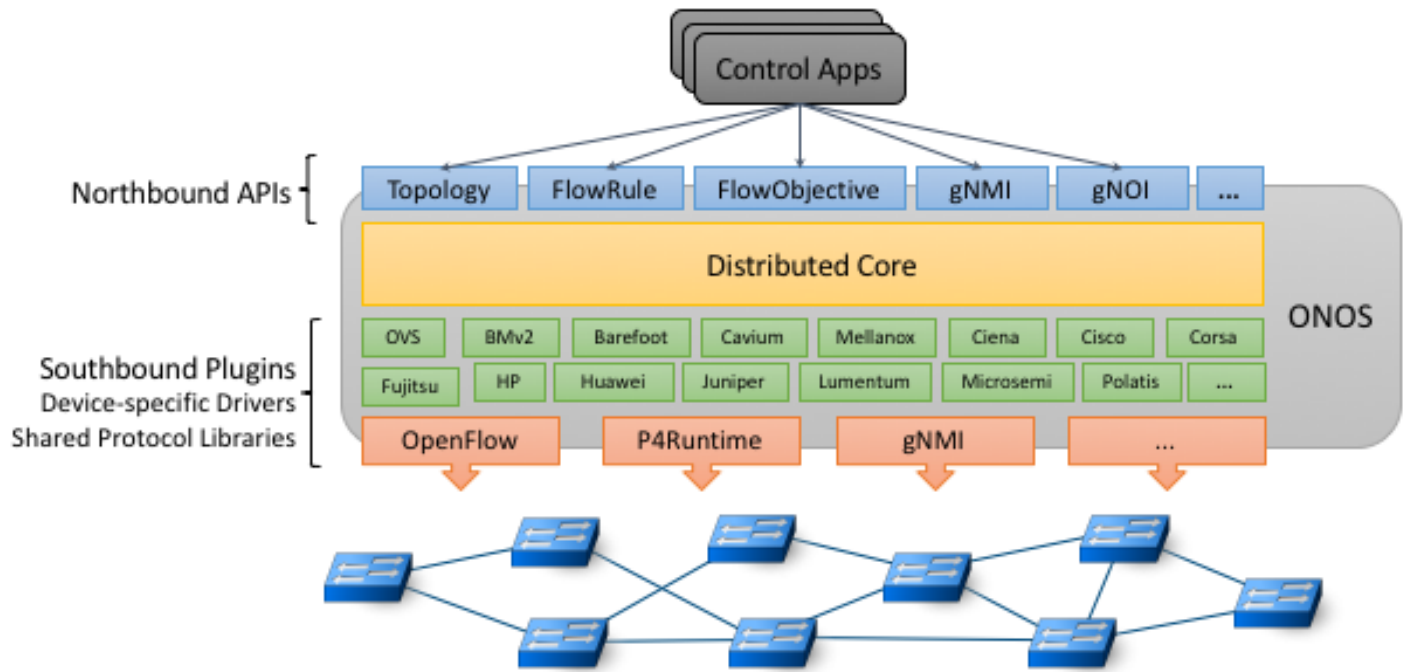 Control Apps
Northbound APIs
Topology
FlowRule
FlowObjective
gNMI
gNOI
...
Distributed Core
ONOS
Southbound Plugins
Device-specific Drivers
Shared Protocol Libraries
OVS
BMv2
Barefoot
Cavium
Mellanox
Ciena
Cisco
Corsa
Fujitsu
HP
Huawei
Juniper
Lumentum
Microsemi
Polatis
...
OpenFlow
P4Runtime
gNMI
...